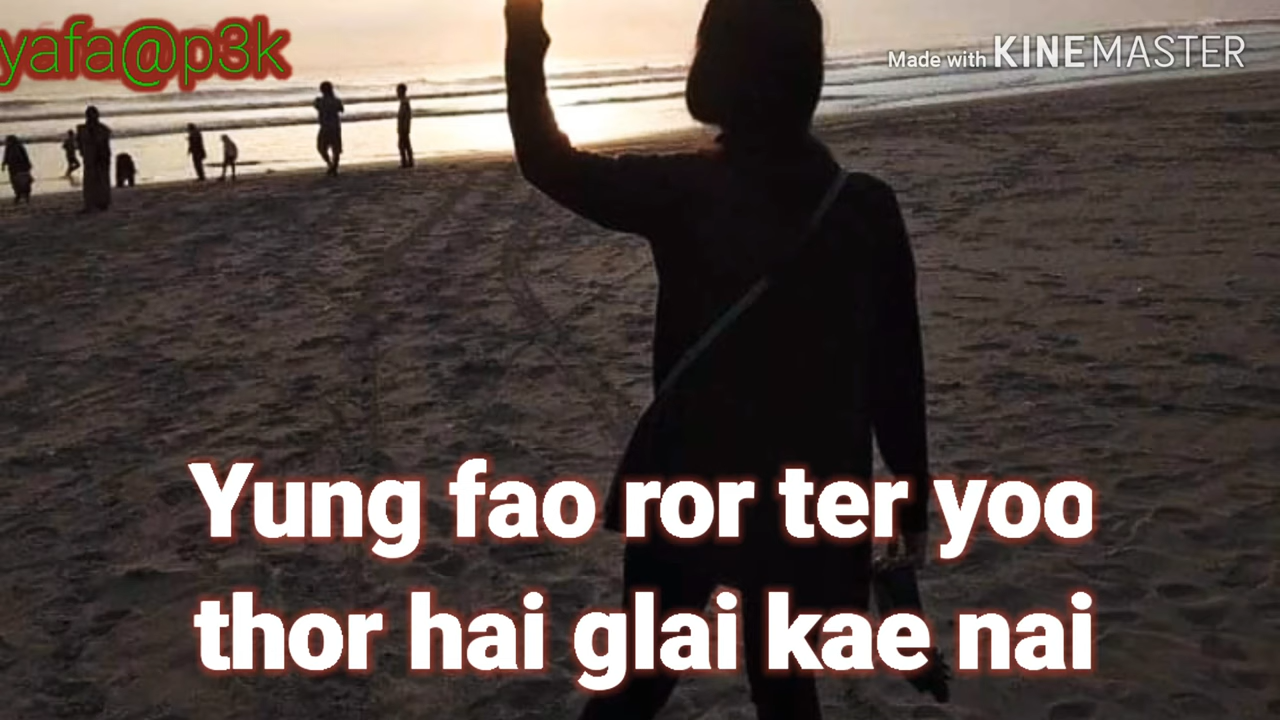 yafa@p3k
Made with KINEMASTER
Yung fao ror ter yoo
thor hai glai kae nai